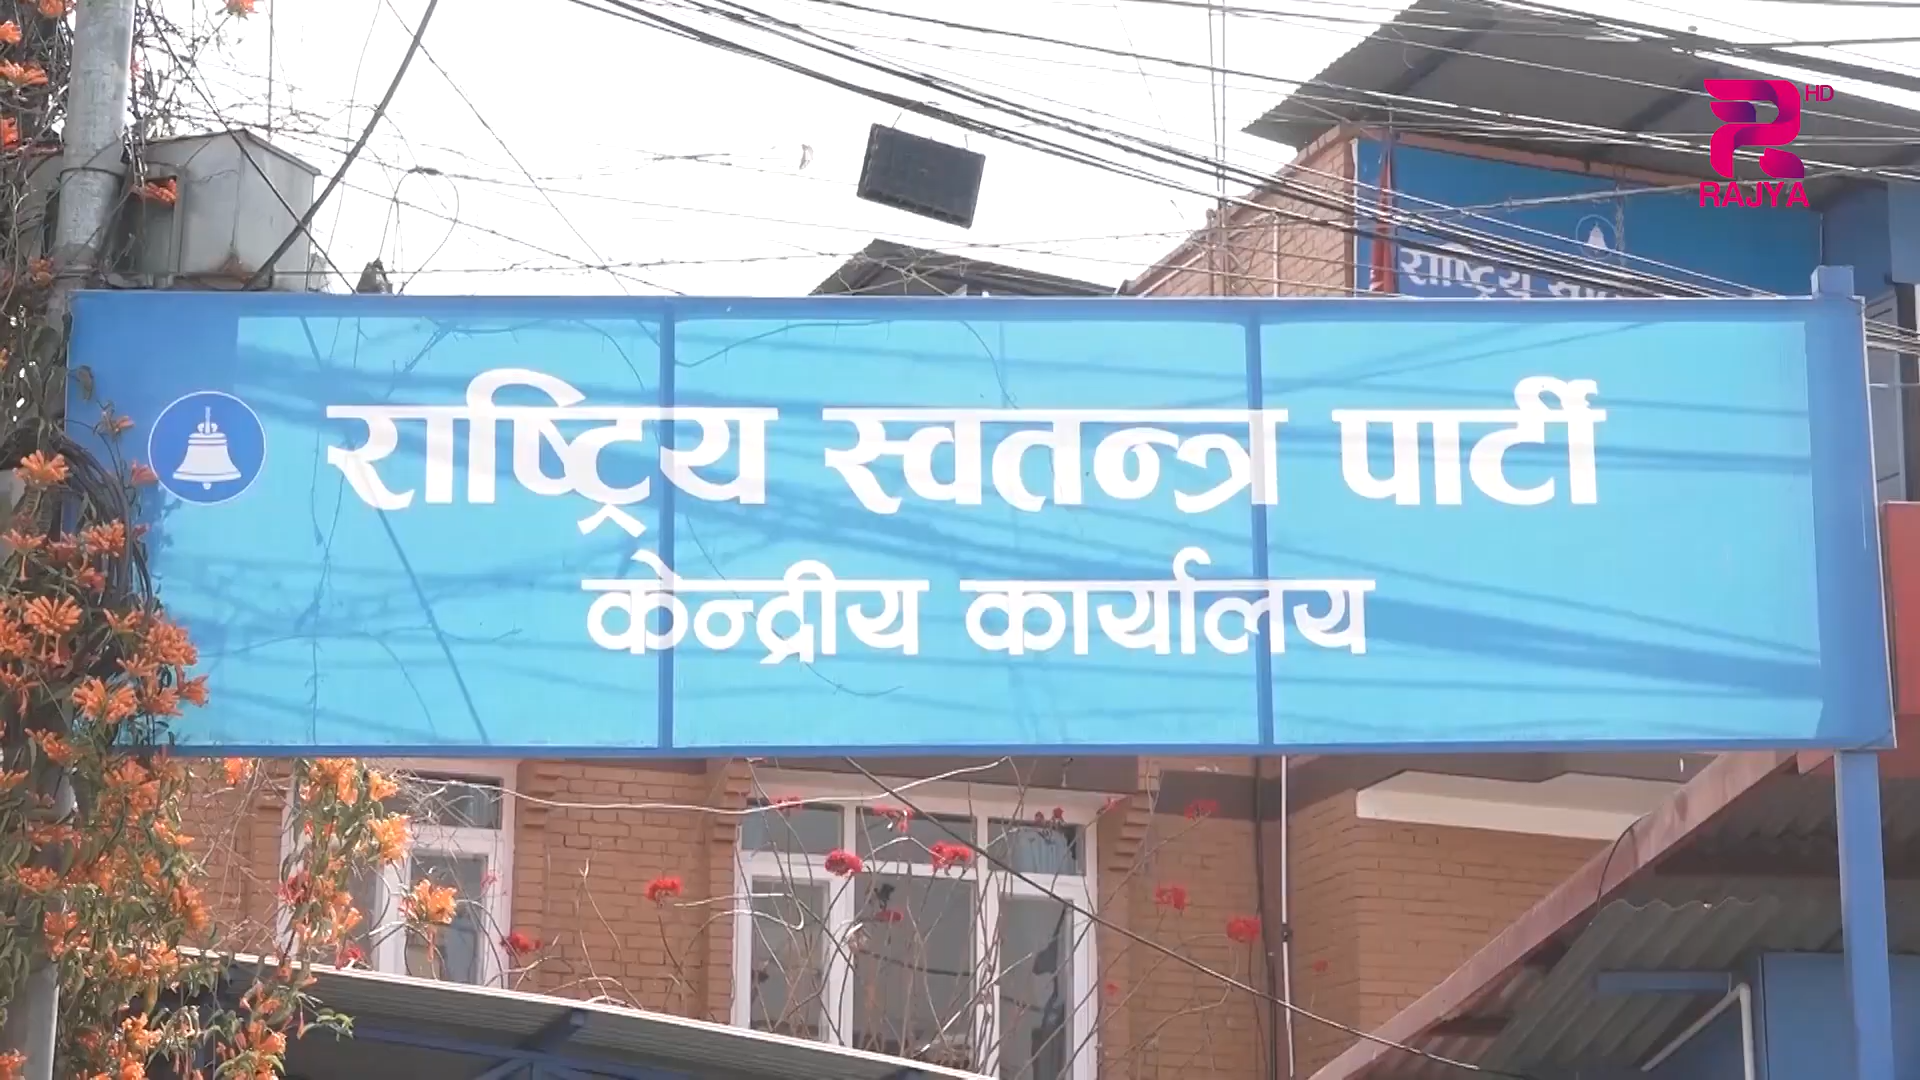 HD
RAJYA
राष्ट्रिय
राष्ट्रिय स्वतन्त्र पार्टी
केन्द्रीय कार्यालय